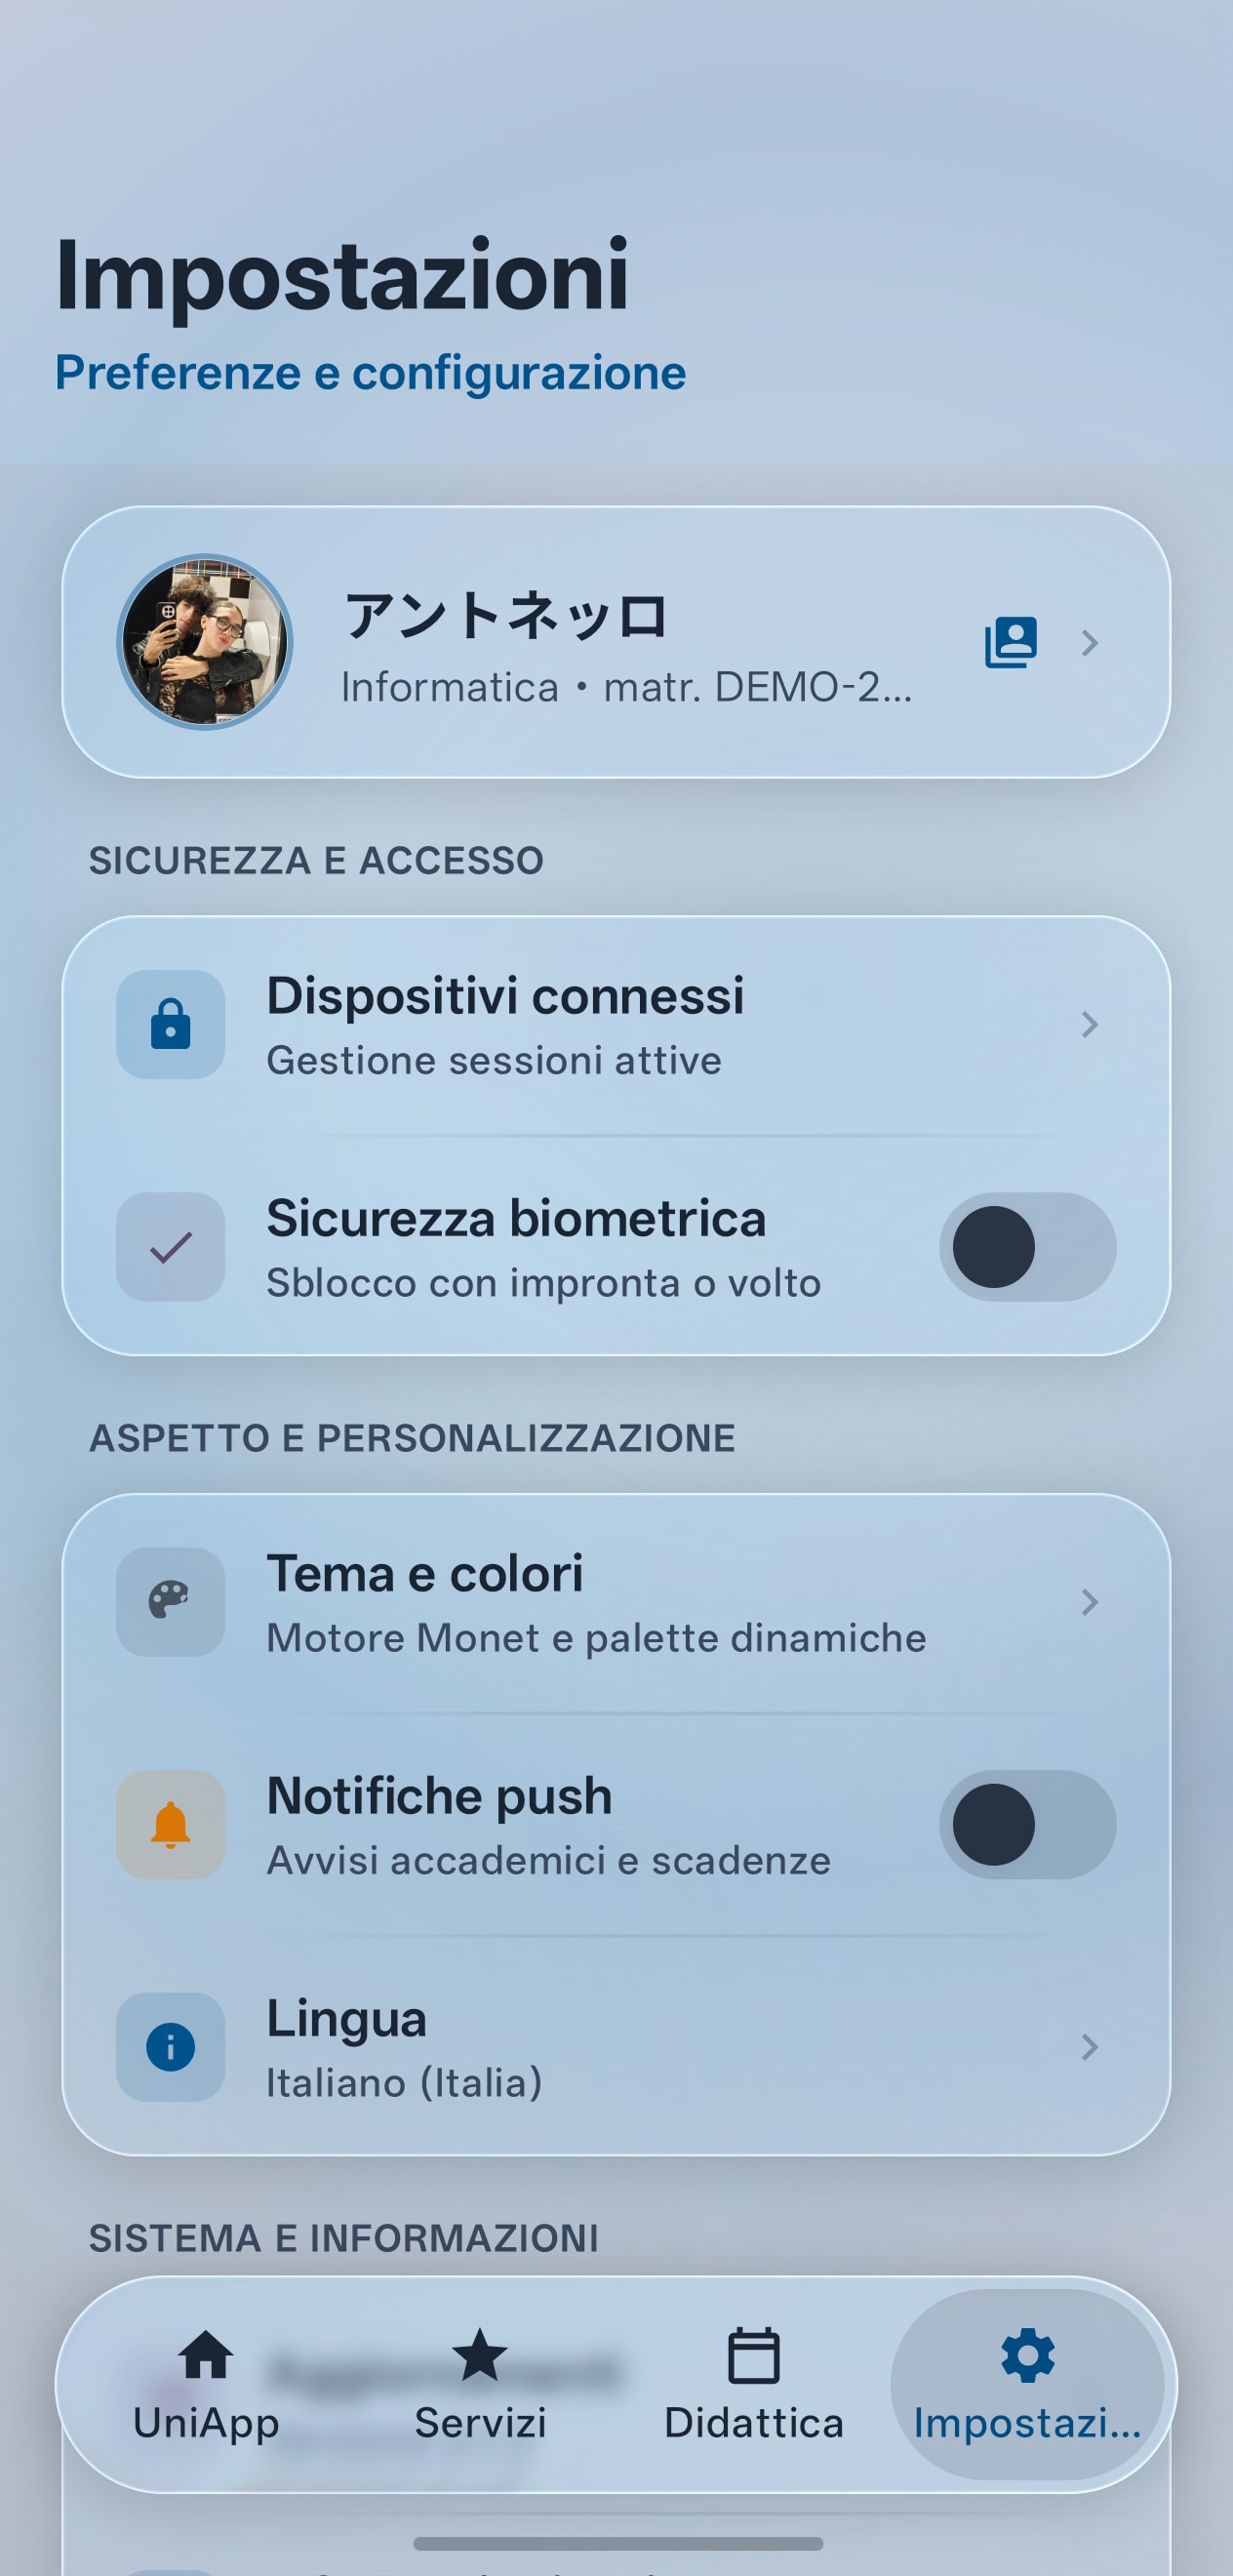 Impostazioni
Preferenze e configurazione
アントネッロ
Informatica • matr. DEMO-2...
SICUREZZA E ACCESSO
Dispositivi connessi
Gestione sessioni attive
Sicurezza biometrica
Sblocco con impronta o volto
ASPETTO E PERSONALIZZAZIONE
Tema e colori
Motore Monet e palette dinamiche
Notifiche push
Avvisi accademici e scadenze
Lingua
Italiano (Italia)
SISTEMA E INFORMAZIONI
UniApp
Servizi
Didattica
Impostazi...